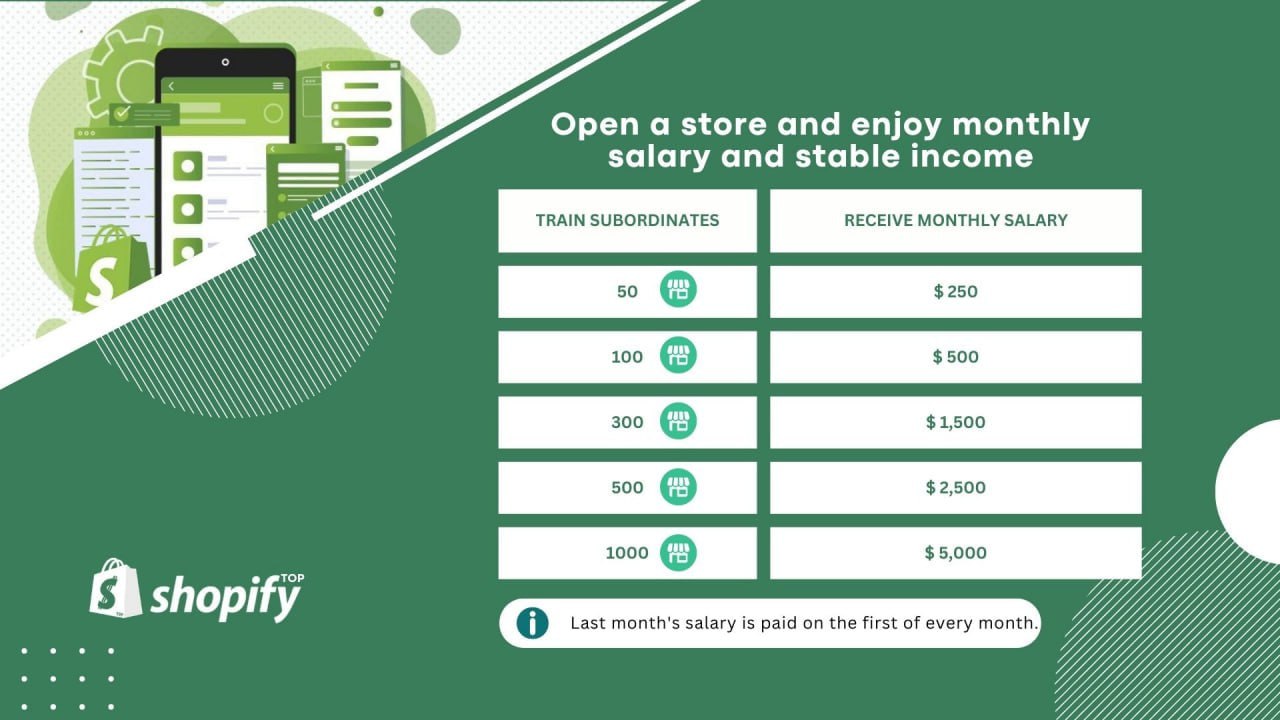 Open a store and enjoy monthly
salary and stable income
TRAIN SUBORDINATES RECEIVE MONTHLY SALARY
50 $ 250
100 $ 500
300 $ 1,500
500 $ 2,500
1000 $ 5,000
Last month's salary is paid on the first of every month.
shopify TOP